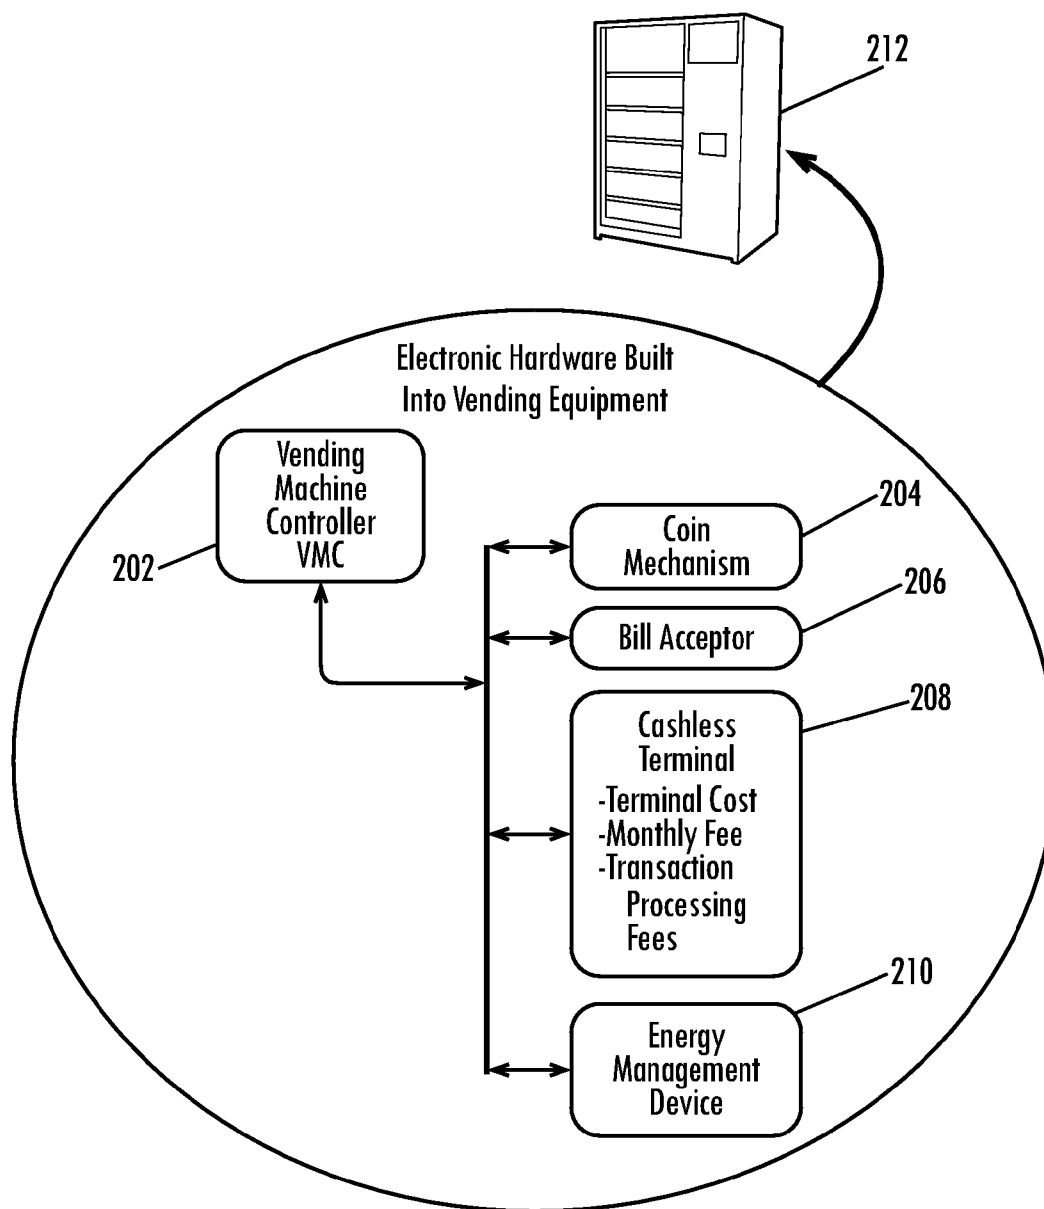 212
Electronic Hardware Built
Into Vending Equipment
Vending
Machine
Controller
VMC
202
204
Coin
Mechanism
206
Bill Acceptor
208
Cashless
Terminal
-Terminal Cost
-Monthly Fee
-Transaction
Processing
Fees
210
Energy
Management
Device